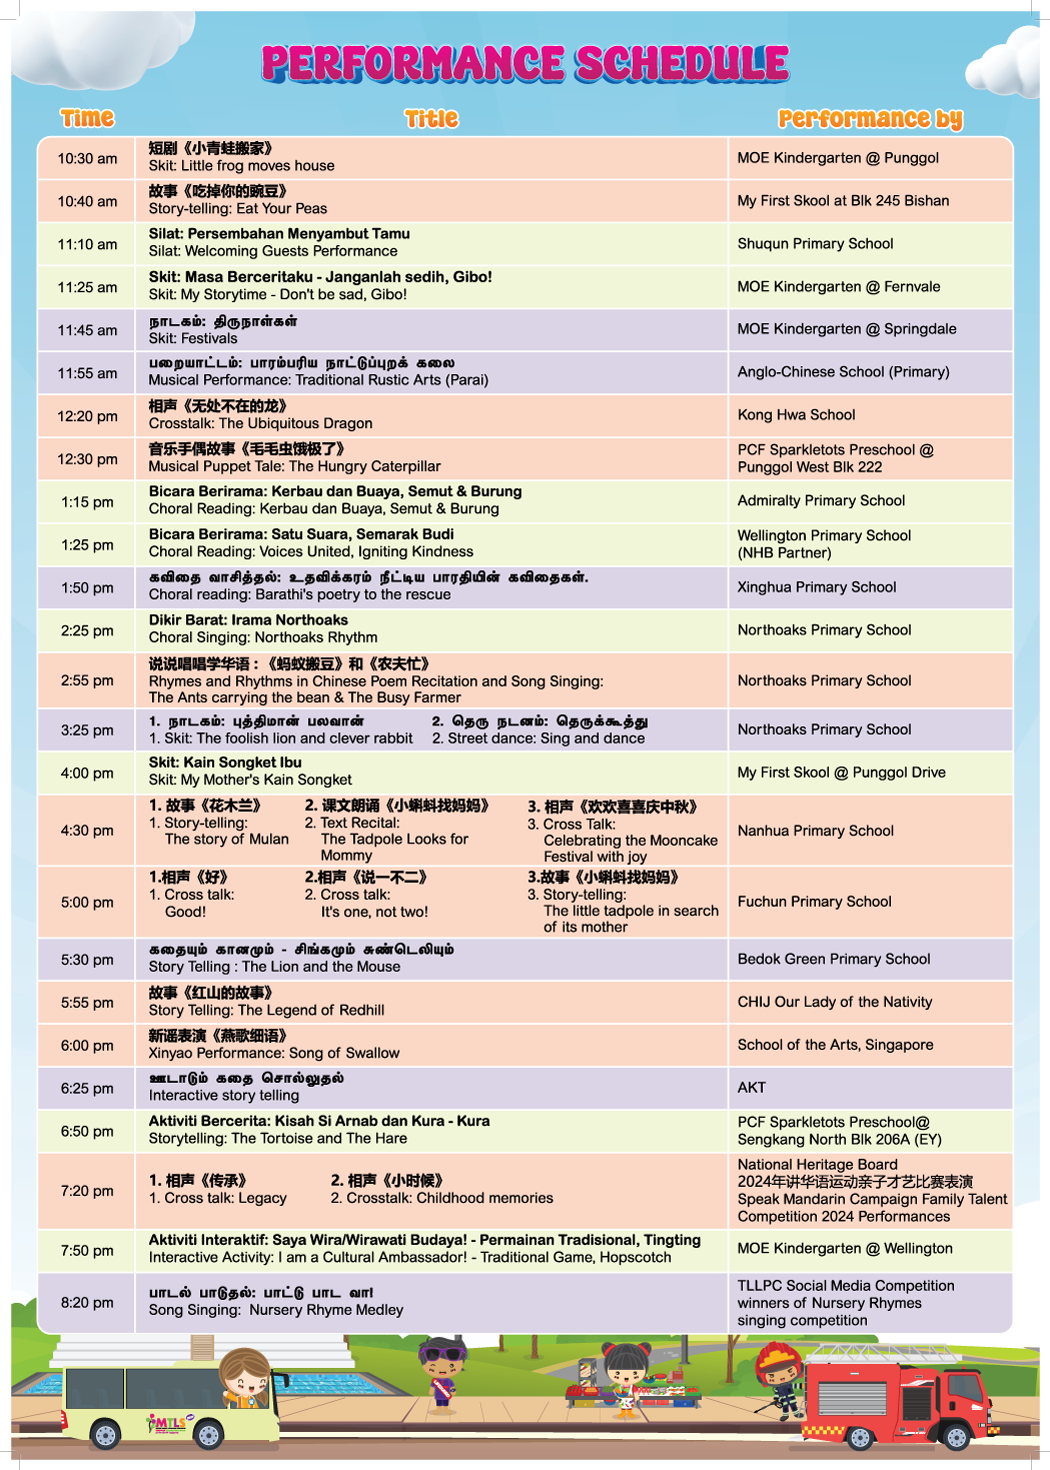 PERFORMANCE SCHEDULE
Time Title Performance by
10:30 am
短剧《小青蛙搬家》
Skit: Little frog moves house
MOE Kindergarten @ Punggol
10:40 am
故事《吃掉你的豌豆》
Story-telling: Eat Your Peas
My First Skool at Blk 245 Bishan
11:10 am
Silat: Persembahan Menyambut Tamu
Silat: Welcoming Guests Performance
Shuqun Primary School
11:25 am
Skit: Masa Berceritaku - Janganlah sedih, Gibo!
Skit: My Storytime - Don't be sad, Gibo!
MOE Kindergarten @ Fernvale
11:45 am
நாடகம்: திருநாள்கள்
Skit: Festivals
MOE Kindergarten @ Springdale
11:55 am
பறையாட்டம்: பாரம்பரிய நாட்டுப்புறக் கலை
Musical Performance: Traditional Rustic Arts (Parai)
Anglo-Chinese School (Primary)
12:20 pm
相声《无处不在的龙》
Crosstalk: The Ubiquitous Dragon
Kong Hwa School
12:30 pm
音乐手偶故事《毛毛虫饿极了》
Musical Puppet Tale: The Hungry Caterpillar
PCF Sparkletots Preschool @
Punggol West Blk 222
1:15 pm
Bicara Berirama: Kerbau dan Buaya, Semut & Burung
Choral Reading: Kerbau dan Buaya, Semut & Burung
Admiralty Primary School
1:25 pm
Bicara Berirama: Satu Suara, Semarak Budi
Choral Reading: Voices United, Igniting Kindness
Wellington Primary School
(NHB Partner)
1:50 pm
கவிதை வாசித்தல்: உதவிக்கரம் நீட்டிய பாரதியின் கவிதைகள்.
Choral reading: Barathi's poetry to the rescue
Xinghua Primary School
2:25 pm
Dikir Barat: Irama Northoaks
Choral Singing: Northoaks Rhythm
Northoaks Primary School
2:55 pm
说说唱唱学华语：《蚂蚁搬豆》和《农夫忙》
Rhymes and Rhythms in Chinese Poem Recitation and Song Singing:
The Ants carrying the bean & The Busy Farmer
Northoaks Primary School
3:25 pm
1. நாடகம்: புத்திமான் பலவான் 2. தெரு நடனம்: தெருக்கூத்து
1. Skit: The foolish lion and clever rabbit 2. Street dance: Sing and dance
Northoaks Primary School
4:00 pm
Skit: Kain Songket Ibu
Skit: My Mother's Kain Songket
My First Skool @ Punggol Drive
4:30 pm
1. 故事《花木兰》
1. Story-telling:
The story of Mulan
2. 课文朗诵《小蝌蚪找妈妈》
2. Text Recital:
The Tadpole Looks for
Mommy
3. 相声《欢欢喜喜庆中秋》
3. Cross Talk:
Celebrating the Mooncake
Festival with joy
Nanhua Primary School
5:00 pm
1.相声《好》
1. Cross talk:
Good!
2.相声《说一不二》
2. Cross talk:
It's one, not two!
3.故事《小蝌蚪找妈妈》
3. Story-telling:
The little tadpole in search
of its mother
Fuchun Primary School
5:30 pm
கதையும் கானமும் - சிங்கமும் சுண்டெலியும்
Story Telling : The Lion and the Mouse
Bedok Green Primary School
5:55 pm
故事《红山的故事》
Story Telling: The Legend of Redhill
CHIJ Our Lady of the Nativity
6:00 pm
新谣表演《燕歌细语》
Xinyao Performance: Song of Swallow
School of the Arts, Singapore
6:25 pm
ஊடாடும் கதை சொல்லுதல்
Interactive story telling
AKT
6:50 pm
Aktiviti Bercerita: Kisah Si Arnab dan Kura - Kura
Storytelling: The Tortoise and The Hare
PCF Sparkletots Preschool@
Sengkang North Blk 206A (EY)
7:20 pm
1. 相声《传承》 2. 相声《小时候》
1. Cross talk: Legacy 2. Crosstalk: Childhood memories
National Heritage Board
2024年讲华语运动亲子才艺比赛表演
Speak Mandarin Campaign Family Talent
Competition 2024 Performances
7:50 pm
Aktiviti Interaktif: Saya Wira/Wirawati Budaya! - Permainan Tradisional, Tingting
Interactive Activity: I am a Cultural Ambassador! - Traditional Game, Hopscotch
MOE Kindergarten @ Wellington
8:20 pm
பாடல் பாடுதல்: பாட்டு பாட வா!
Song Singing: Nursery Rhyme Medley
TLLPC Social Media Competition
winners of Nursery Rhymes
singing competition
MTLS